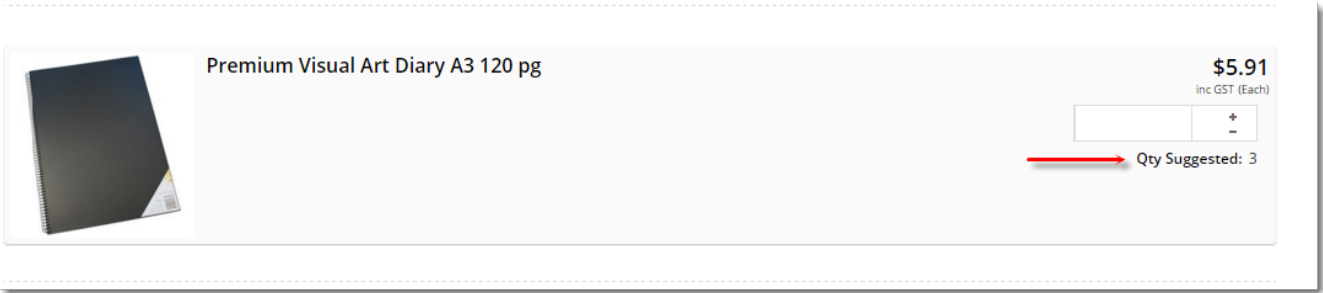 Premium Visual Art Diary A3 120 pg
$5.91
inc GST (Each)
+
-
Qty Suggested: 3